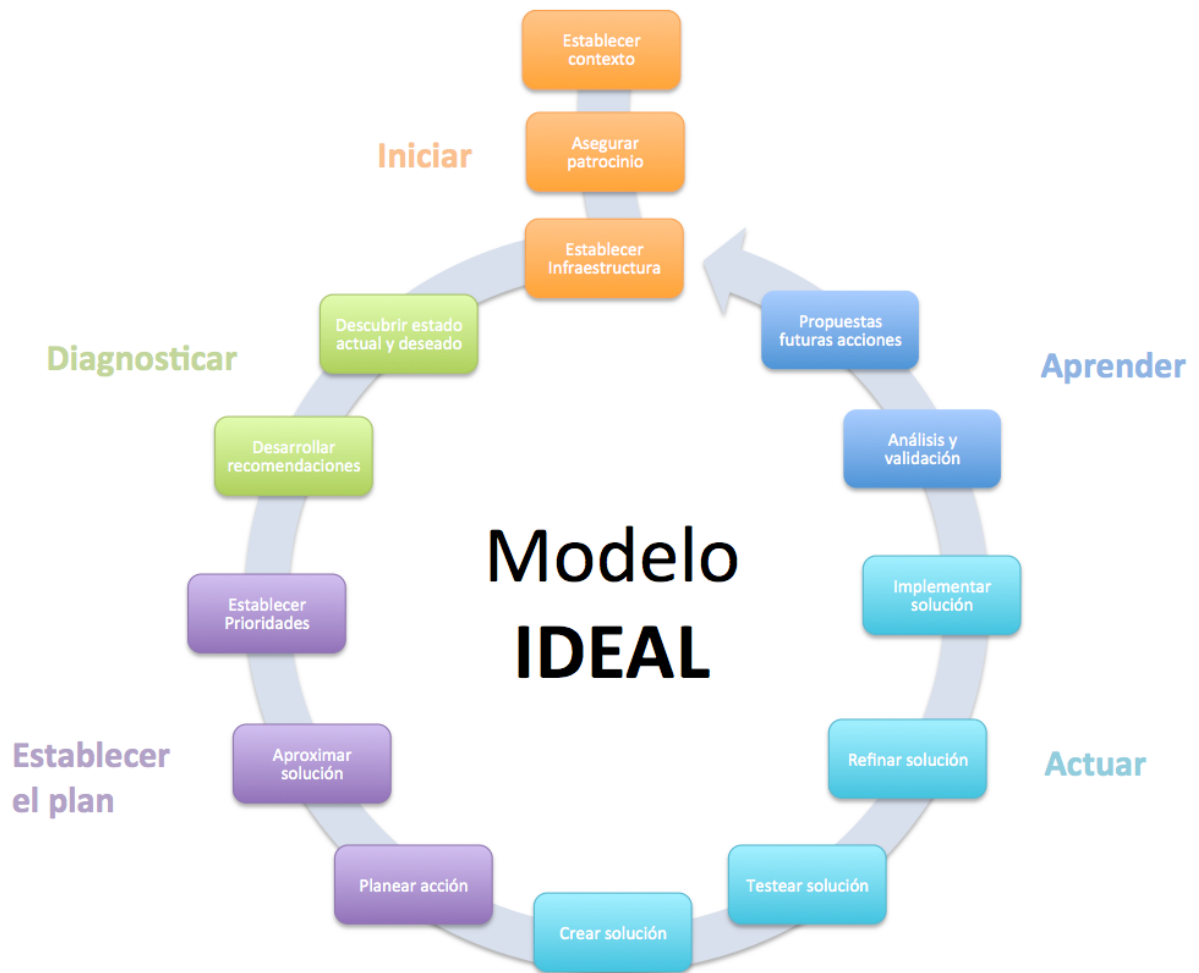 Establecer
contexto
Iniciar
Asegurar
patrocinio
Establecer
Infraestructura
Diagnosticar
Descubrir estado
actual y deseado
Desarrollar
recomendaciones
Establecer
el plan
Establecer
Prioridades
Aproximar
solución
Planear acción
Crear solución
Testear solución
Refinar solución
Implementar
solución
Actuar
Análisis y
validación
Propuestas
futuras acciones
Aprender
Modelo
IDEAL